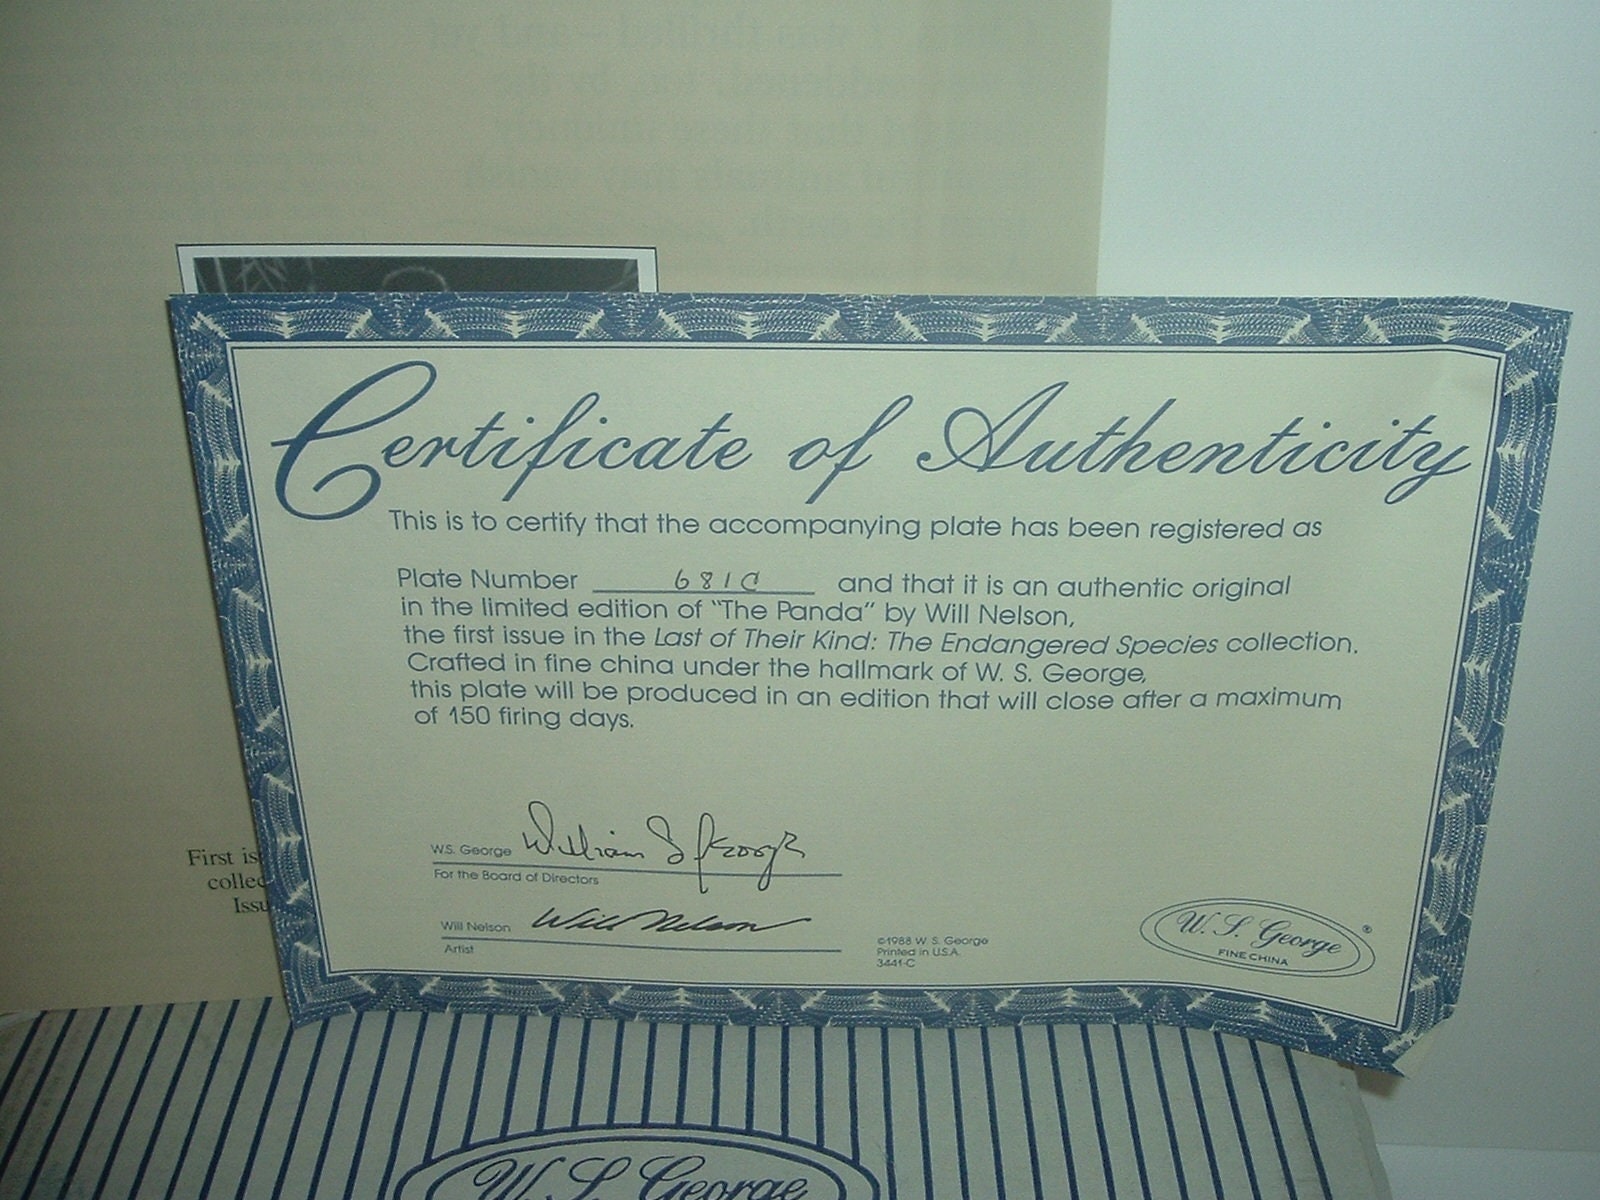 Certificate of Authenticity
This is to certify that the accompanying plate has been registered as
Plate Number 681C and that it is an authentic original
in the limited edition of "The Panda" by Will Nelson,
the first issue in the Last of Their Kind: The Endangered Species collection.
Crafted in fine china under the hallmark of W. S. George,
this plate will be produced in an edition that will close after a maximum
of 150 firing days.
First is
collec
Issu
W.S. George William S George
For the Board of Directors
Will Nelson Will Nelson
Artist
©1988 W. S. George
Printed in U.S.A.
3441-C
W. S. George ®
FINE CHINA
W. S. George